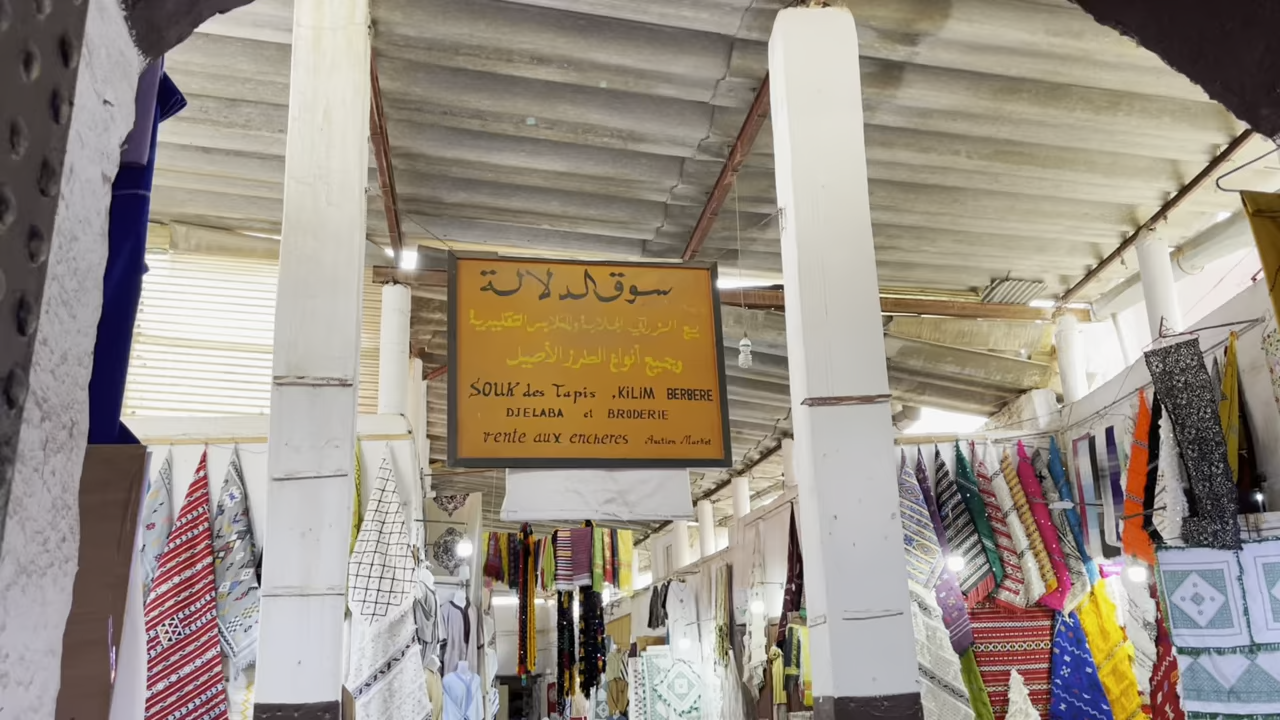 سوق الدلالة
بيع الزرابي الجلابة والملابس التقليدية
وجميع أنواع الطرز الأصيل
SOUK des Tapis , KiLiM BERBERE
DJELABA et BRODERIE
vente aux encheres Auction Market